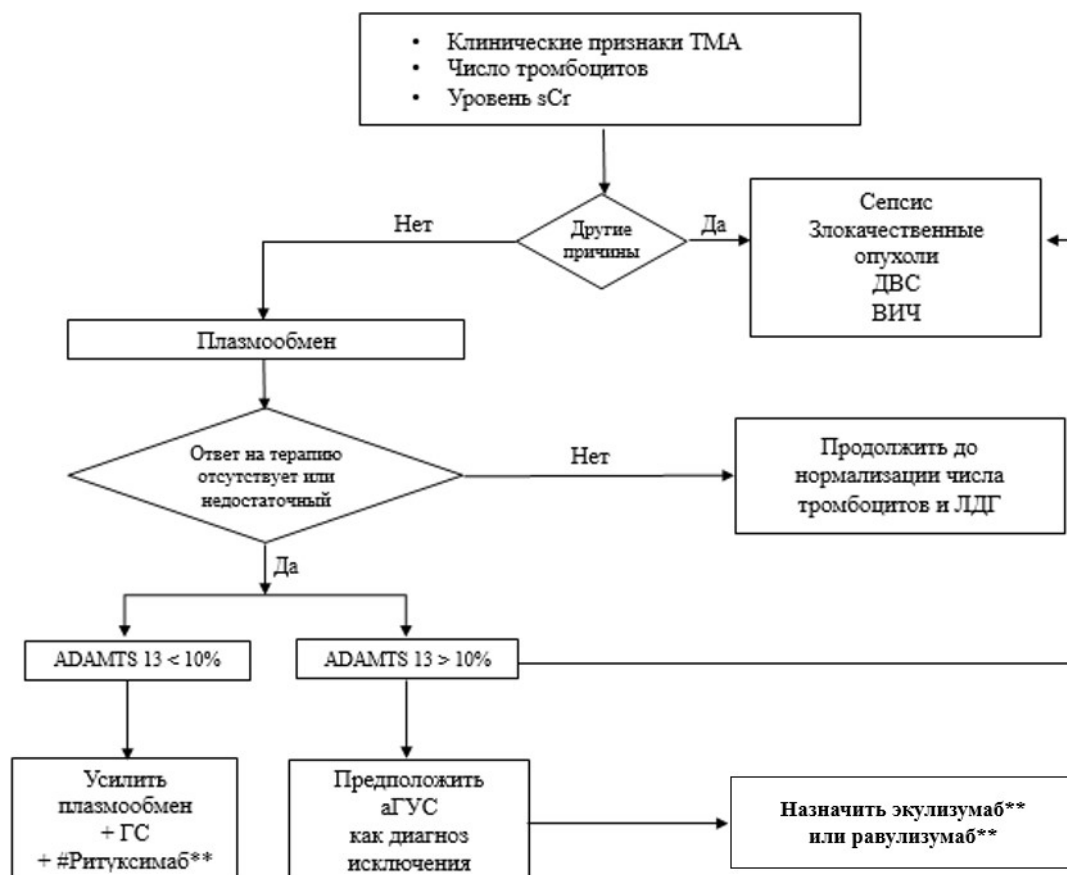 • Клинические признаки ТМА
• Число тромбоцитов
• Уровень sCr
Нет
Другие
причины
Да
Сепсис
Злокачественные
опухоли
ДВС
ВИЧ
Плазмообмен
Ответ на терапию
отсутствует или
недостаточный
Нет
Продолжить до
нормализации числа
тромбоцитов и ЛДГ
Да
ADAMTS 13 < 10%
ADAMTS 13 > 10%
Усилить
плазмообмен
+ ГС
+ #Ритуксимаб**
Предположить
аГУС
как диагноз
исключения
Назначить экулизумаб**
или равулизумаб**